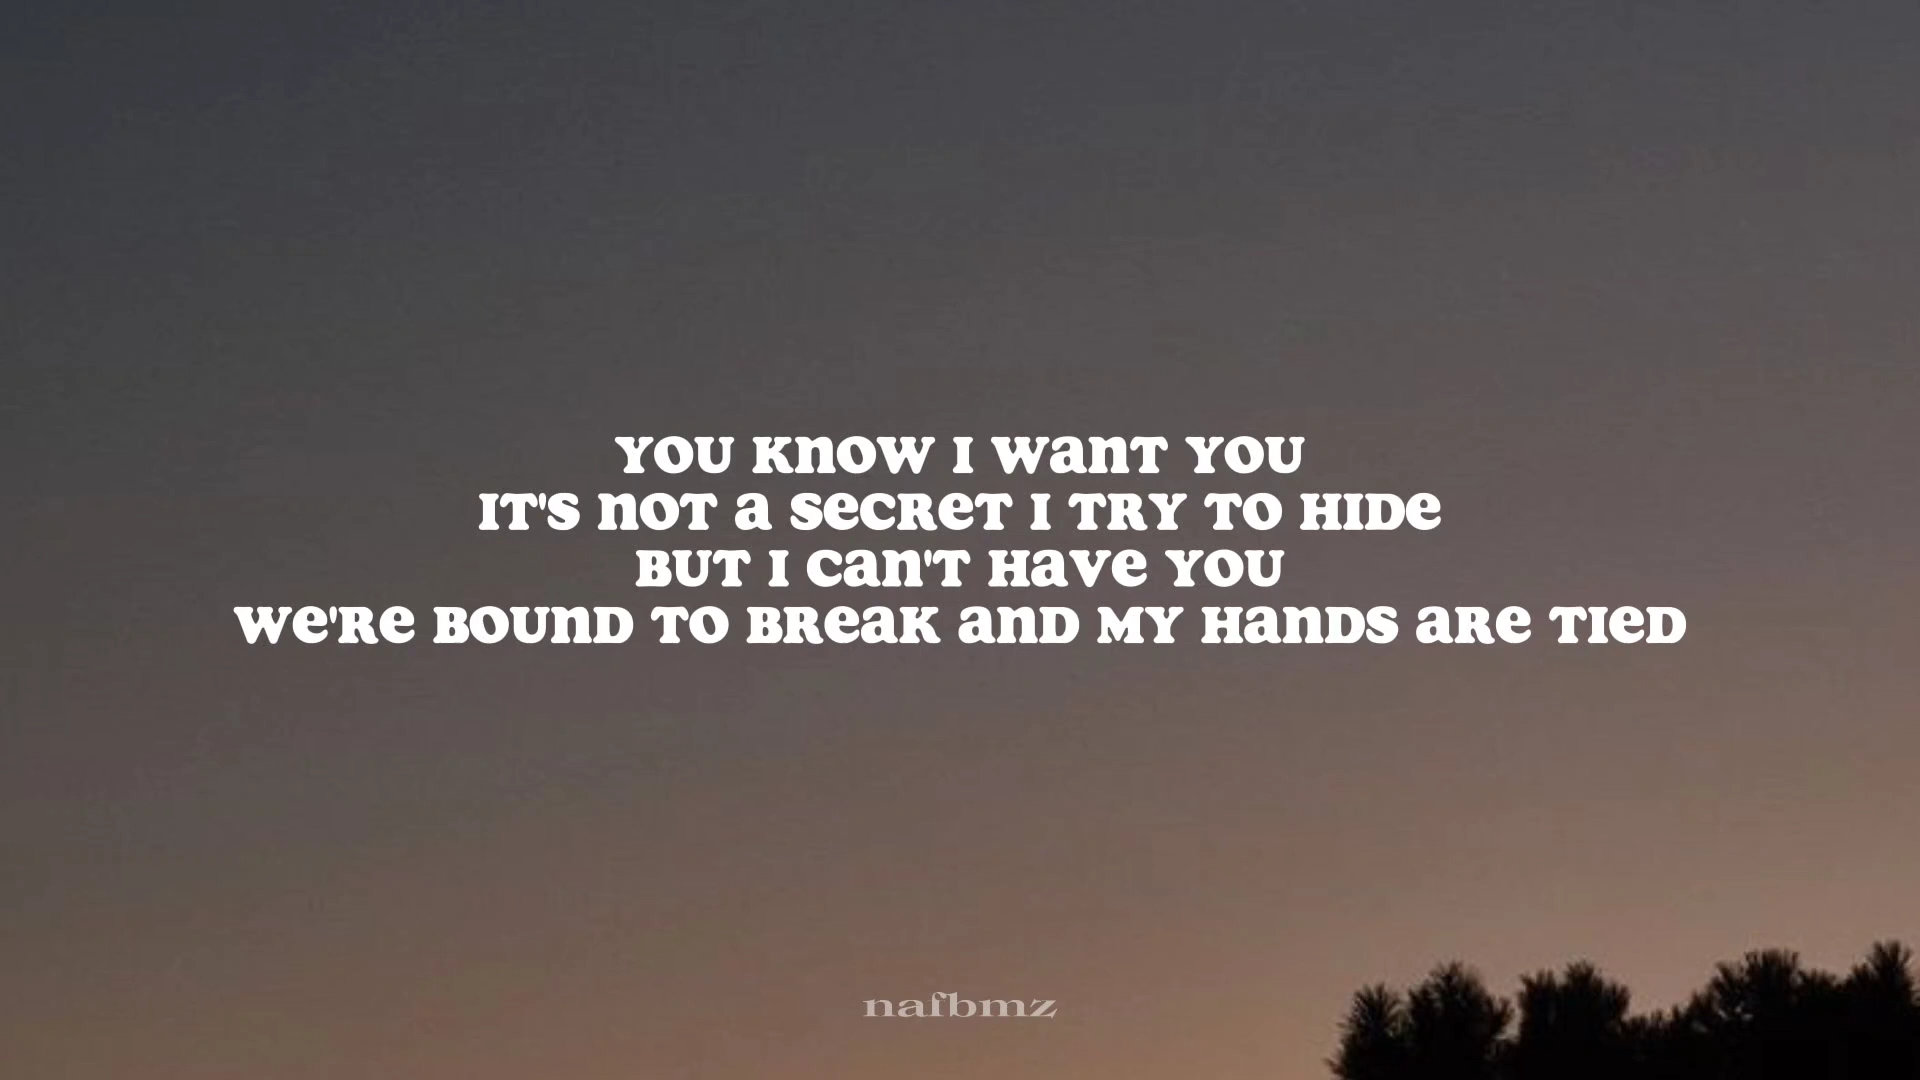 YOU KNOW I WANT YOU
IT'S NOT A SECRET I TRY TO HIDE
BUT I CAN'T HAVE YOU
WE'RE BOUND TO BREAK AND MY HANDS ARE TIED
nafbmz